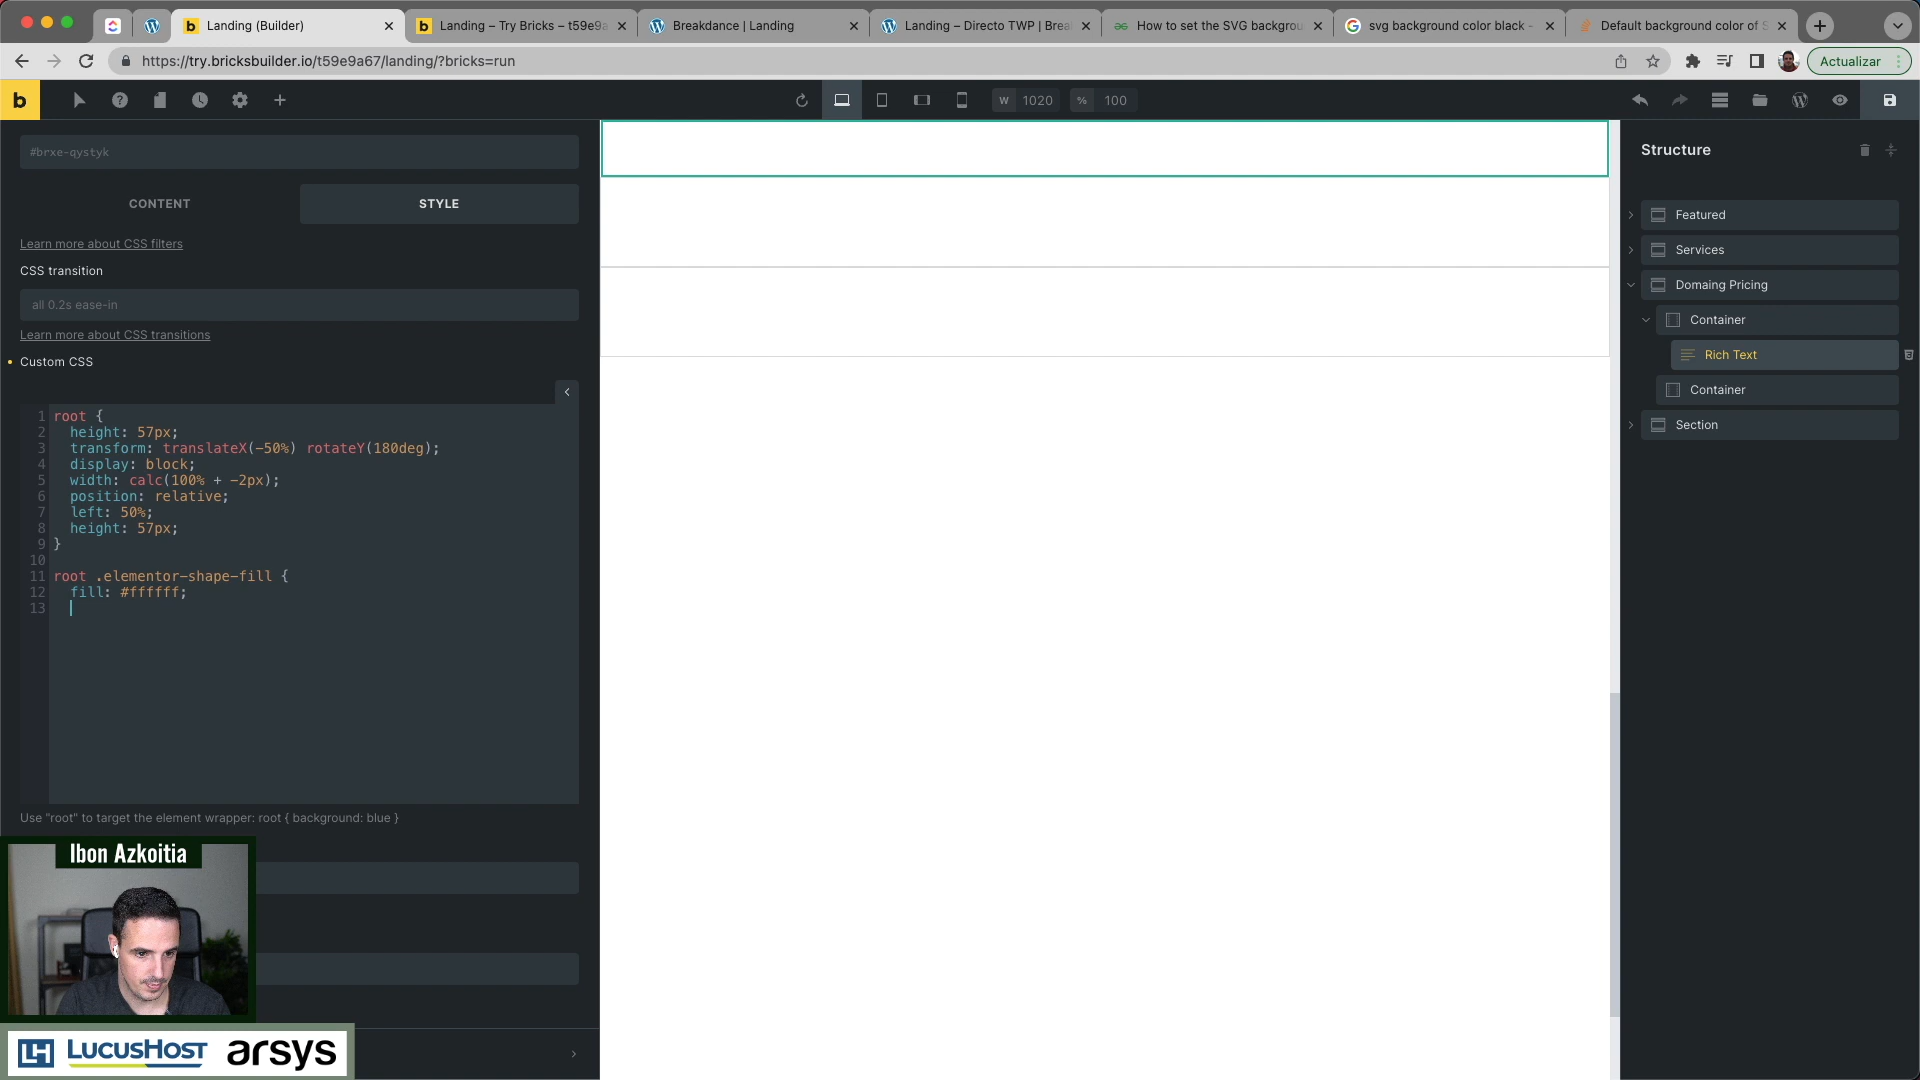 Landing (Builder)
Landing – Try Bricks – t59e9a
Breakdance | Landing
Landing – Directo TWP | Brea
How to set the SVG backgrou
svg background color black -
Default background color of S
https://try.bricksbuilder.io/t59e9a67/landing/?bricks=run
Actualizar
b
W 1020
% 100
#brxe-qystyk
CONTENT
STYLE
Learn more about CSS filters
CSS transition
all 0.2s ease-in
Learn more about CSS transitions
Custom CSS
1 root {
2 height: 57px;
3 transform: translateX(-50%) rotateY(180deg);
4 display: block;
5 width: calc(100% + -2px);
6 position: relative;
7 left: 50%;
8 height: 57px;
9 }
10
11 root .elementor-shape-fill {
12 fill: #ffffff;
13
Use "root" to target the element wrapper: root { background: blue }
Structure
Featured
Services
Domaing Pricing
Container
Rich Text
Container
Section
Ibon Azkoitia
LH LUCUSHOST arsys